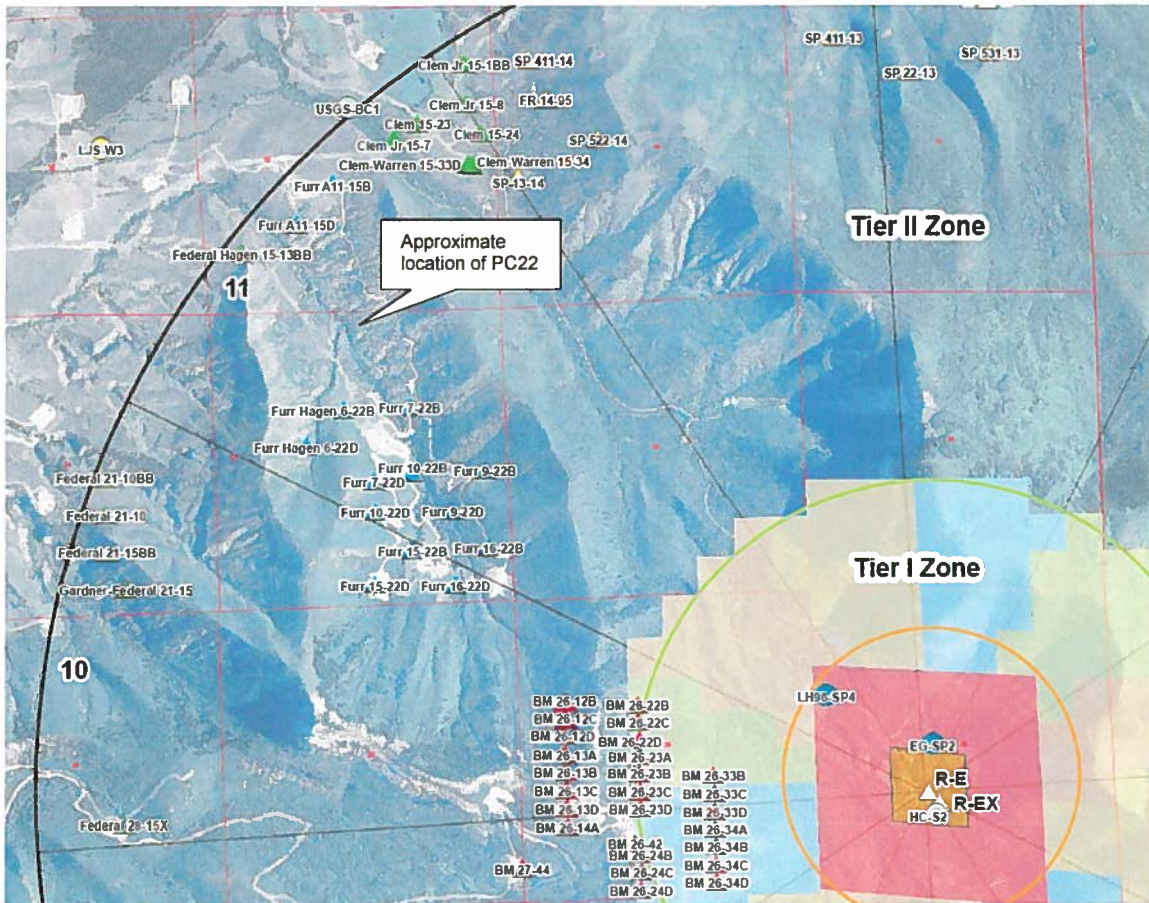 SP 411-13
SP 531-13
SP 22-13
Clem Jr 15-1BB
SP 411-14
FR 14-95
USGS-BC1
Clem Jr 15-8
Clem 15-23
Clem 15-24
SP 522-14
LJS-W3
Clem Jr 15-7
Clem-Warren 15-33D
Clem-Warren 15-34
SP-13-14
Furr A11-15B
Furr A11-15D
Federal Hagen 15-13BB
Approximate
location of PC22
Tier II Zone
11
Furr Hagen 6-22B
Furr 7-22B
Furr Hagen 6-22D
Furr 10-22B
Furr 9-22B
Furr 7-22D
Federal 21-10BB
Furr 10-22D
Furr 9-22D
Federal 21-10
Furr 15-22B
Furr 16-22B
Federal 21-15BB
Furr 15-22D
Furr 16-22D
Gardner-Federal 21-15
Tier I Zone
10
BM 26-12B
BM 26-22B
LH96-SP4
BM 26-12C
BM 26-22C
BM 26-12D
BM 26-22D
EG-SP2
BM 26-13A
BM 26-23A
BM 26-13B
BM 26-23B
BM 26-33B
R-E
BM 26-13C
BM 26-23C
BM 26-33C
R-EX
BM 26-13D
BM 26-23D
BM 26-33D
HC-S2
Federal 28-15X
BM 26-14A
BM 26-34A
BM 26-42
BM 26-34B
BM 26-24B
BM 27-44
BM 26-24C
BM 26-34C
BM 26-24D
BM 26-34D